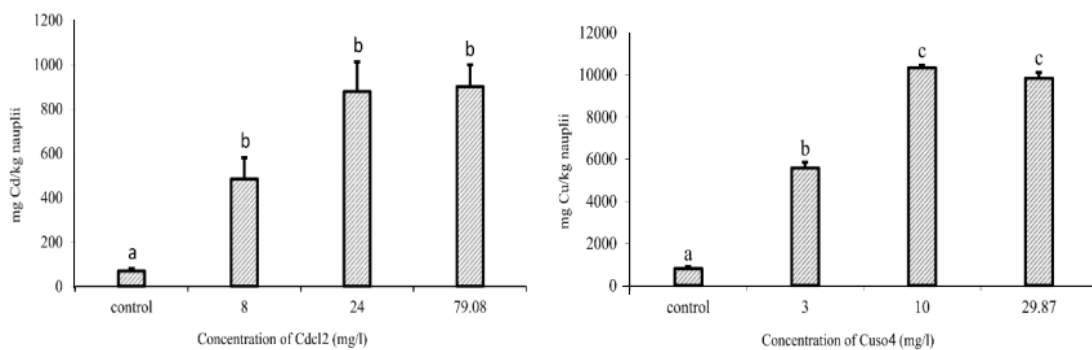 1200
1000
800
600
400
200
0
mg Cd/kg nauplii
a
b
b
b
control 8 24 79.08
Concentration of Cdcl2 (mg/l)
12000
10000
8000
6000
4000
2000
0
mg Cu/kg nauplii
a
b
c
c
control 3 10 29.87
Concentration of Cuso4 (mg/l)